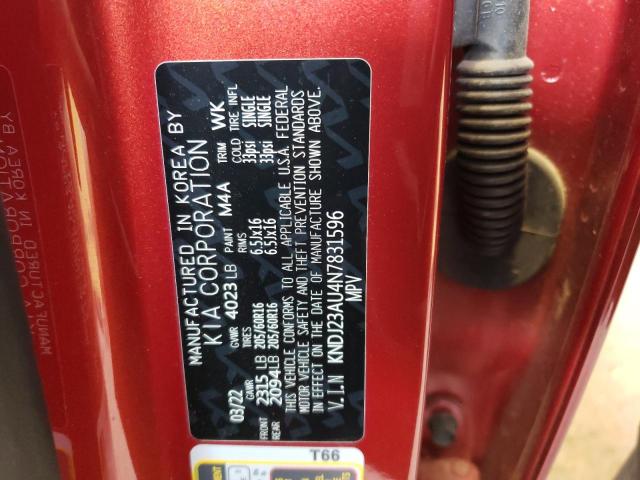 MANUFACTURED IN KOREA BY
KIA CORPORATION
03/22 GVWR 4023 LB PAINT M4A TRIM WK
GAWR TIRES RIMS COLD TIRE INFL
FRONT 2315 LB 205/60R16 6.5Jx16 33psi SINGLE
REAR 2094 LB 205/60R16 6.5Jx16 33psi SINGLE
THIS VEHICLE CONFORMS TO ALL APPLICABLE U.S.A. FEDERAL
MOTOR VEHICLE SAFETY AND THEFT PREVENTION STANDARDS
IN EFFECT ON THE DATE OF MANUFACTURE SHOWN ABOVE.
V.I.N KNDJ23AU4N7831596
MPV
T66